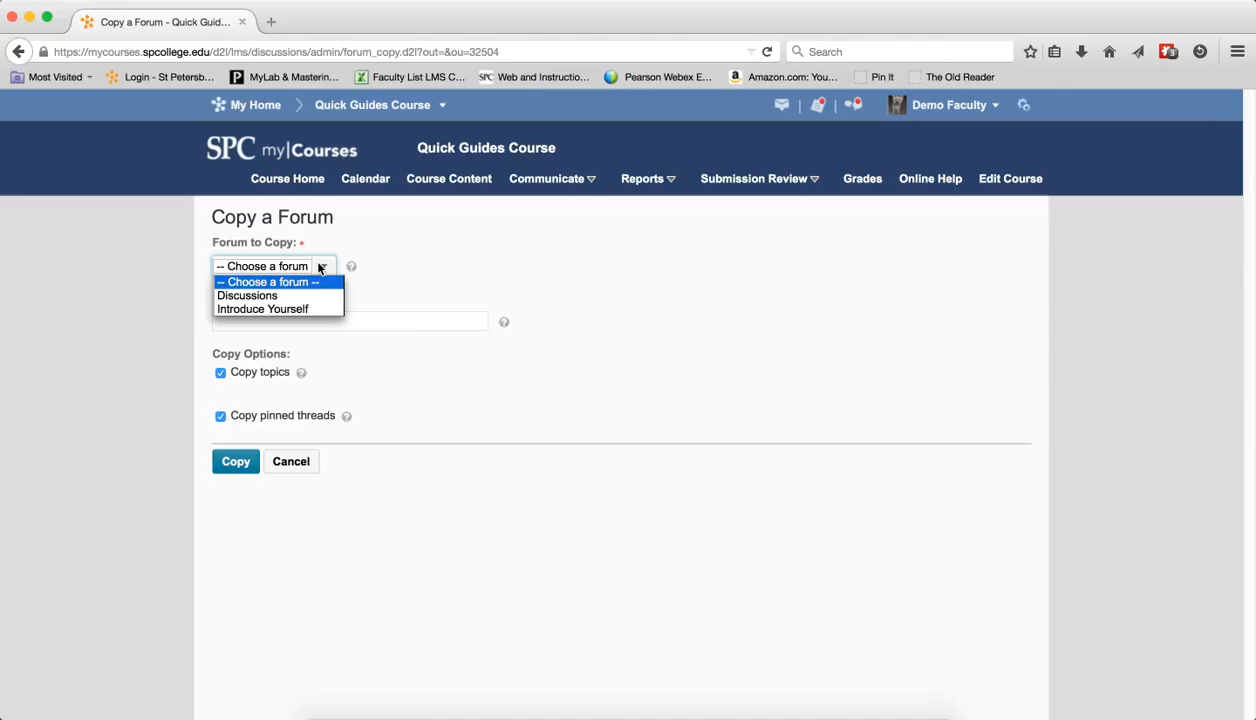 Copy a Forum - Quick Guid...
https://mycourses.spcollege.edu/d2l/lms/discussions/admin/forum_copy.d2l?out=&ou=32504
Search
3
Most Visited
Login - St Petersb...
MyLab & Mastering...
Faculty List LMS C...
SPC
Web and Instructio...
Pearson Webex E...
Amazon.com: You...
Pin It
The Old Reader
My Home
Quick Guides Course
Demo Faculty
SPC my|Courses
Quick Guides Course
Course Home
Calendar
Course Content
Communicate
Reports
Submission Review
Grades
Online Help
Edit Course
Copy a Forum
Forum to Copy: *
-- Choose a forum
-- Choose a forum --
Discussions
Introduce Yourself
Copy Options:
Copy topics
Copy pinned threads
Copy
Cancel